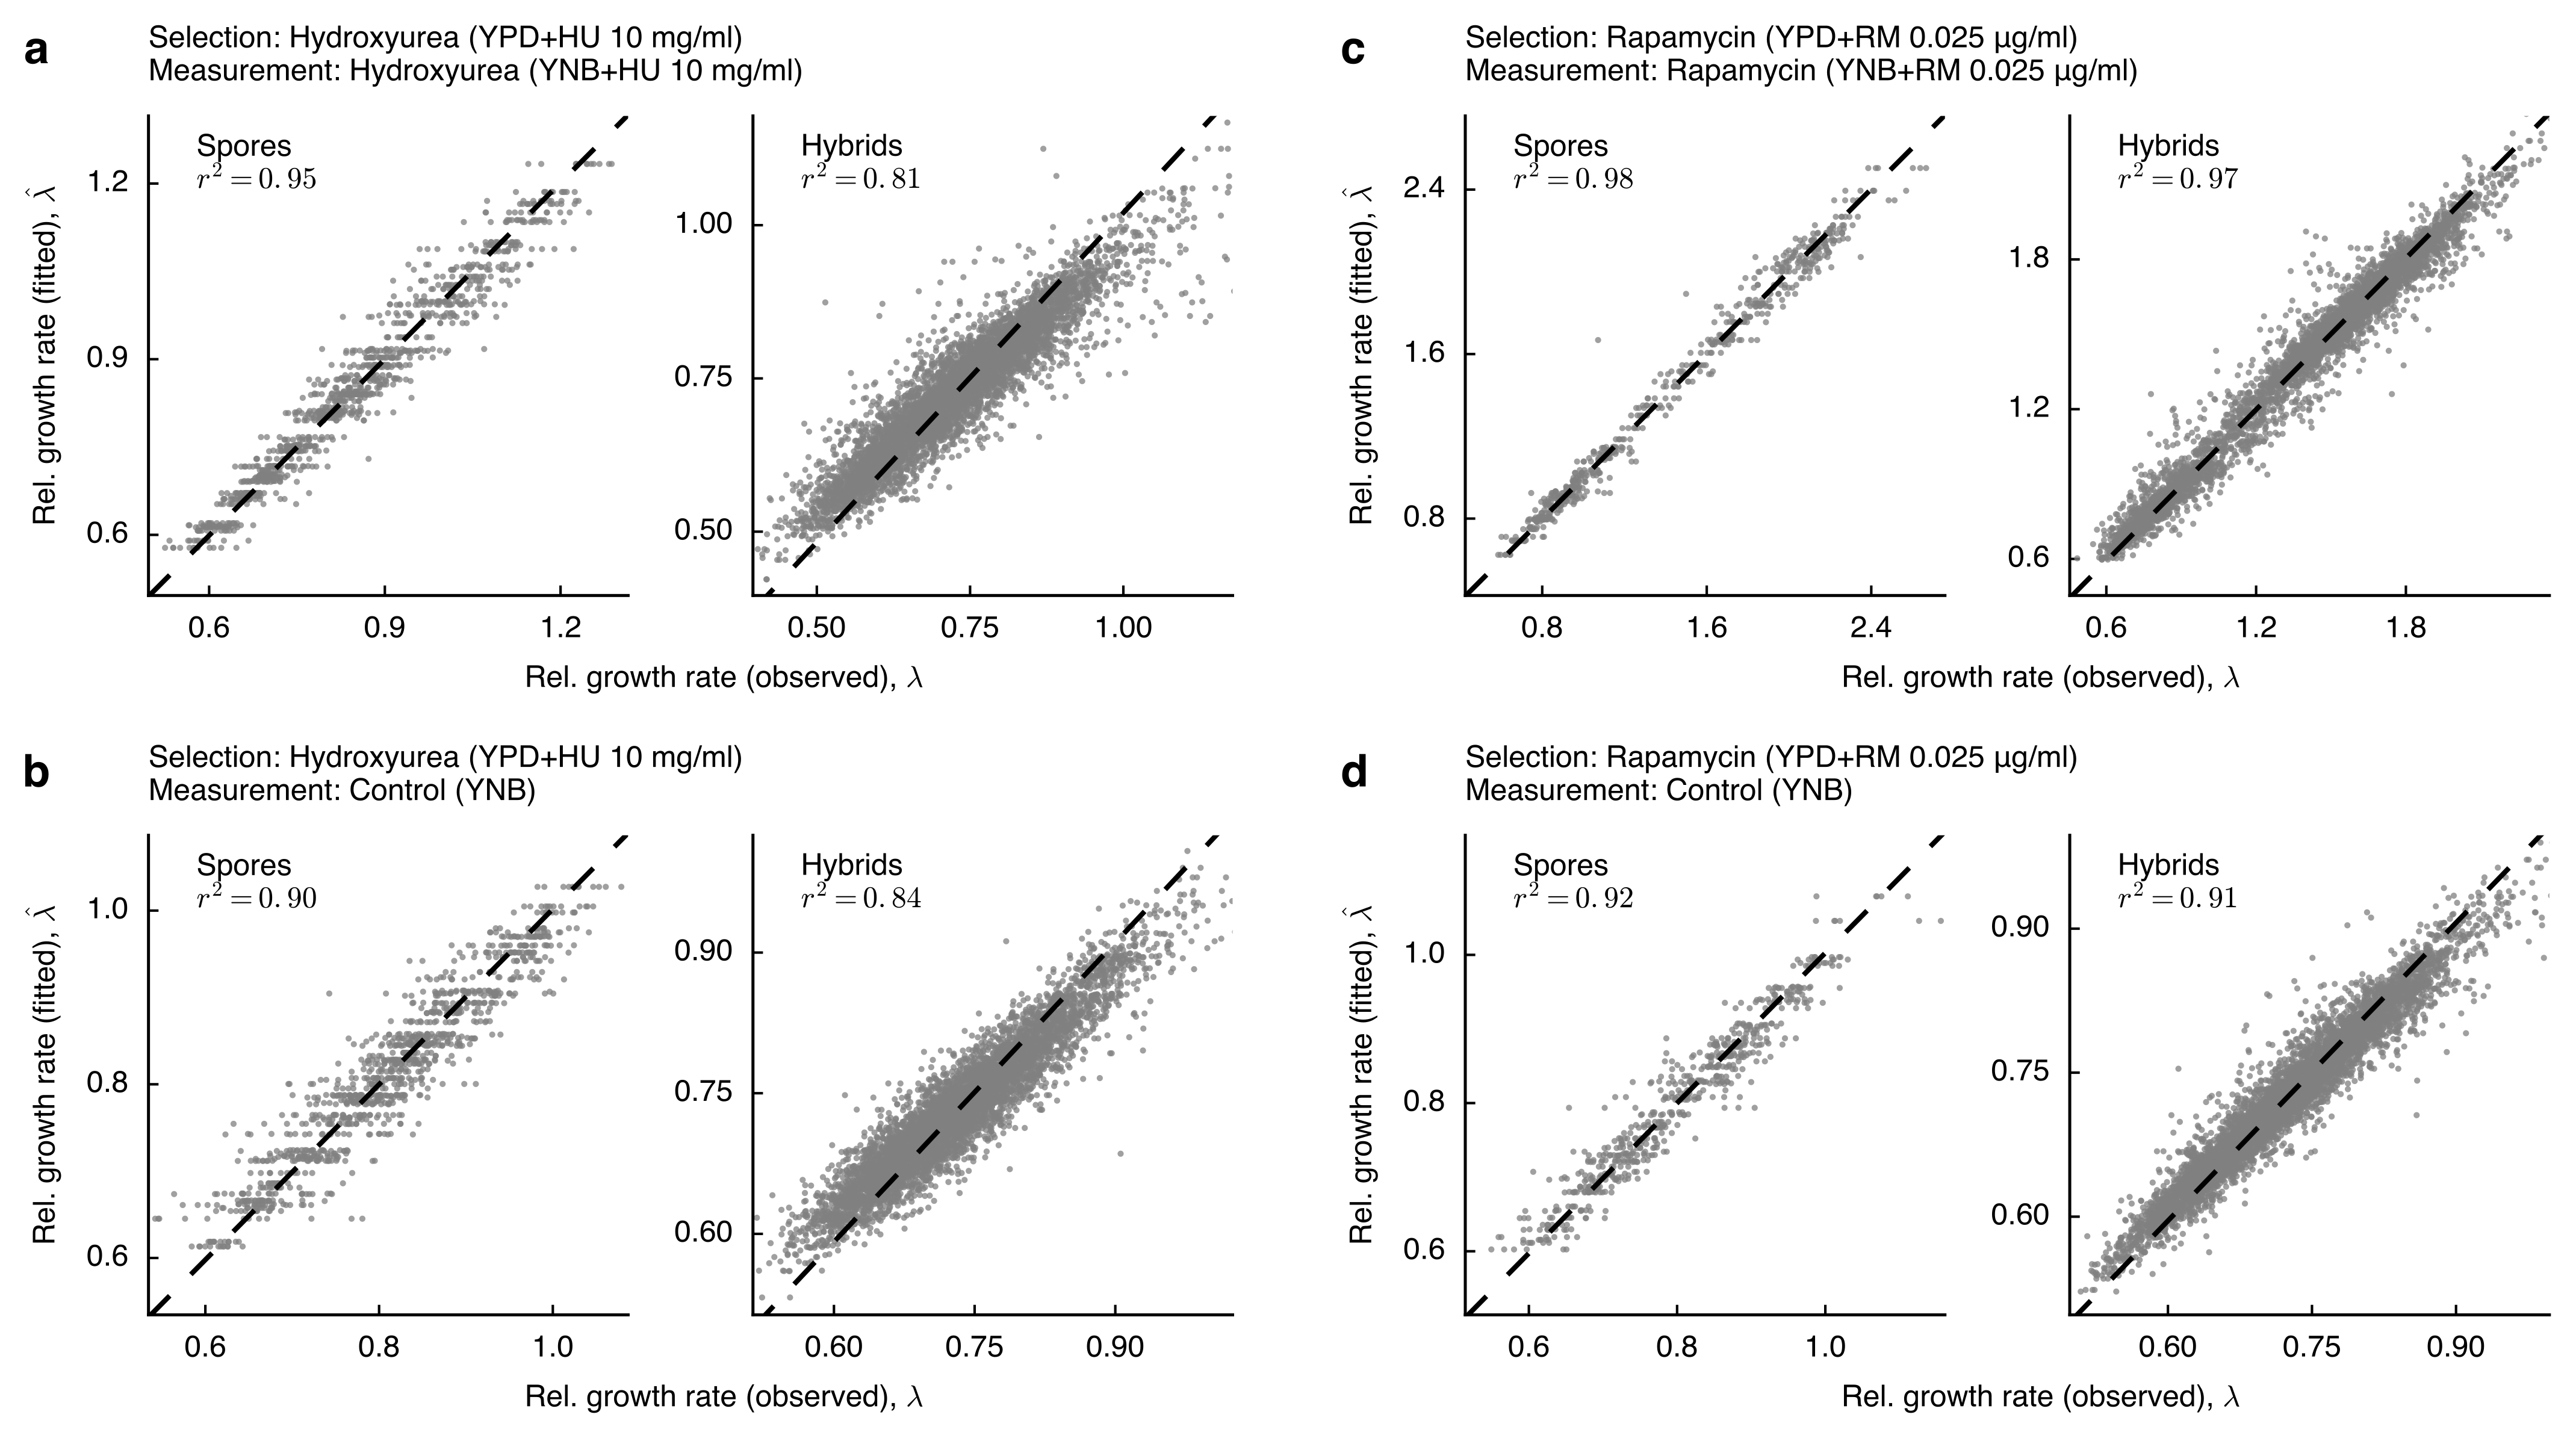 a
Selection: Hydroxyurea (YPD+HU 10 mg/ml)
Measurement: Hydroxyurea (YNB+HU 10 mg/ml)
Rel. growth rate (fitted), λ̂
1.2
0.9
0.6
Spores
r² = 0.95
0.6 0.9 1.2
1.00
0.75
0.50
Hybrids
r² = 0.81
0.50 0.75 1.00
Rel. growth rate (observed), λ
c
Selection: Rapamycin (YPD+RM 0.025 µg/ml)
Measurement: Rapamycin (YNB+RM 0.025 µg/ml)
Rel. growth rate (fitted), λ̂
2.4
1.6
0.8
Spores
r² = 0.98
0.8 1.6 2.4
1.8
1.2
0.6
Hybrids
r² = 0.97
0.6 1.2 1.8
Rel. growth rate (observed), λ
b
Selection: Hydroxyurea (YPD+HU 10 mg/ml)
Measurement: Control (YNB)
Rel. growth rate (fitted), λ̂
1.0
0.8
0.6
Spores
r² = 0.90
0.6 0.8 1.0
0.90
0.75
0.60
Hybrids
r² = 0.84
0.60 0.75 0.90
Rel. growth rate (observed), λ
d
Selection: Rapamycin (YPD+RM 0.025 µg/ml)
Measurement: Control (YNB)
Rel. growth rate (fitted), λ̂
1.0
0.8
0.6
Spores
r² = 0.92
0.6 0.8 1.0
0.90
0.75
0.60
Hybrids
r² = 0.91
0.60 0.75 0.90
Rel. growth rate (observed), λ